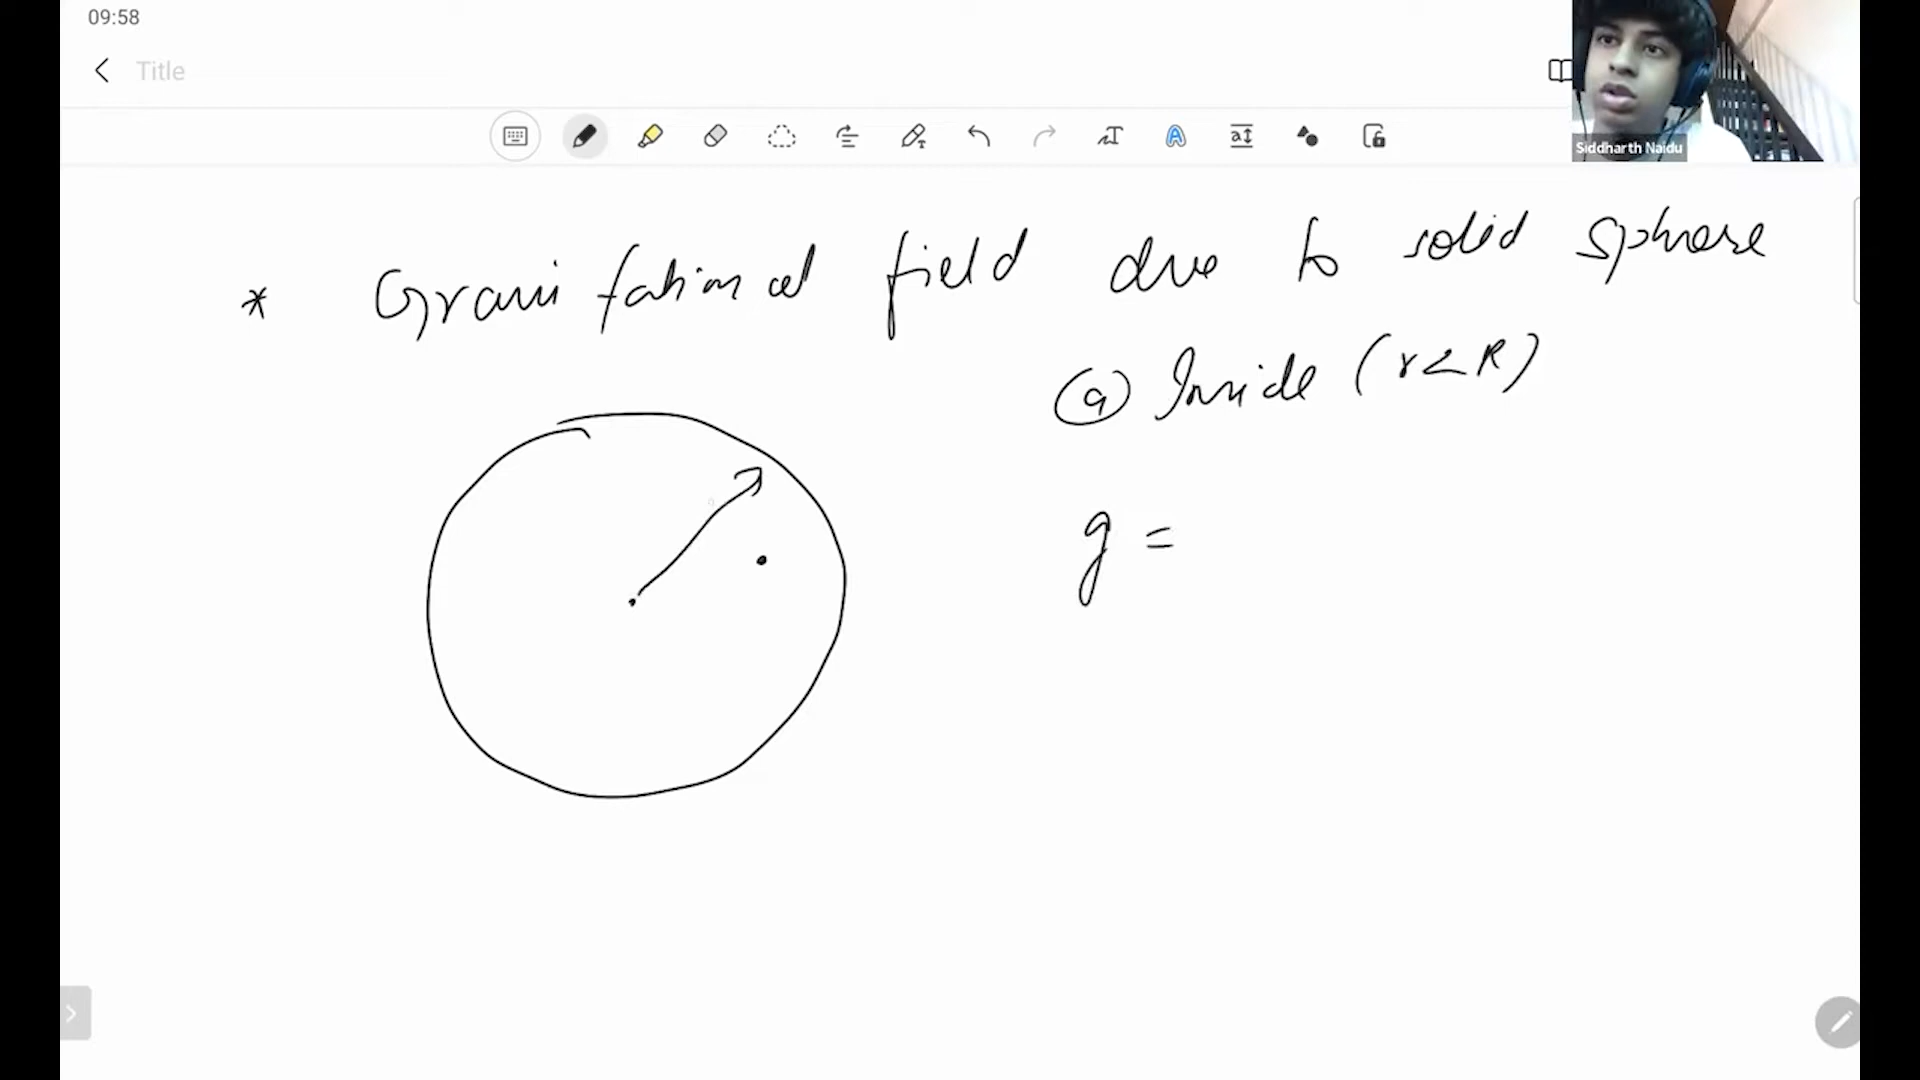 09:58
Title
Siddharth Naidu
* Gravitational field due to solid sphere
(a) Inside (r < R)
g =